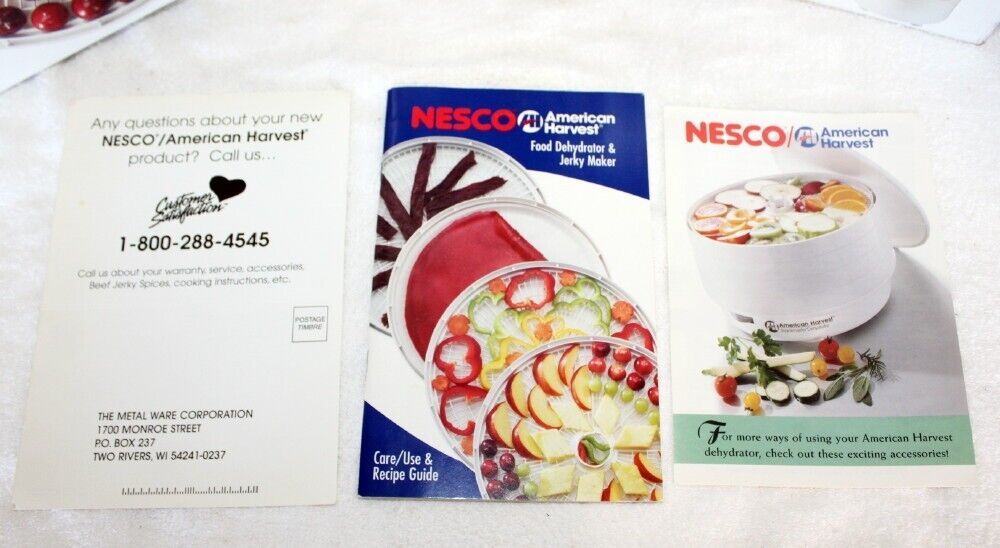 Any questions about your new
NESCO®/American Harvest®
product? Call us...
Customer
Satisfaction™
1-800-288-4545
Call us about your warranty, service, accessories,
Beef Jerky Spices, cooking instructions, etc.
POSTAGE
TIMBRE
THE METAL WARE CORPORATION
1700 MONROE STREET
P.O. BOX 237
TWO RIVERS, WI 54241-0237
NESCO American
Harvest®
Food Dehydrator &
Jerky Maker
Care/Use &
Recipe Guide
NESCO/ American
Harvest
American Harvest
For more ways of using your American Harvest
dehydrator, check out these exciting accessories!